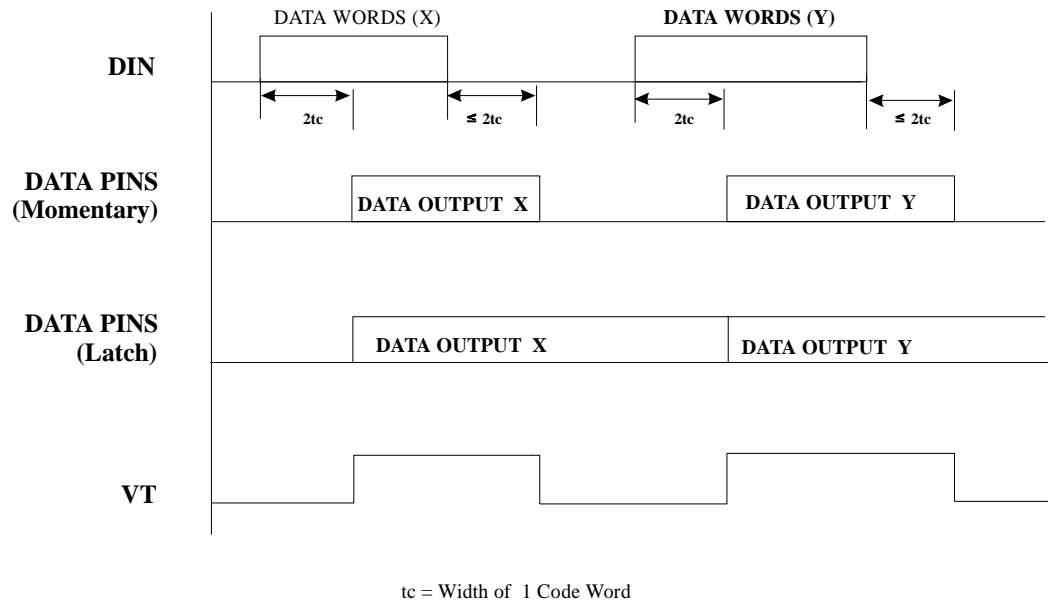 DATA WORDS (X)
DATA WORDS (Y)
DIN
2tc
≤ 2tc
2tc
≤ 2tc
DATA PINS
(Momentary)
DATA OUTPUT X
DATA OUTPUT Y
DATA PINS
(Latch)
DATA OUTPUT X
DATA OUTPUT Y
VT
tc = Width of 1 Code Word